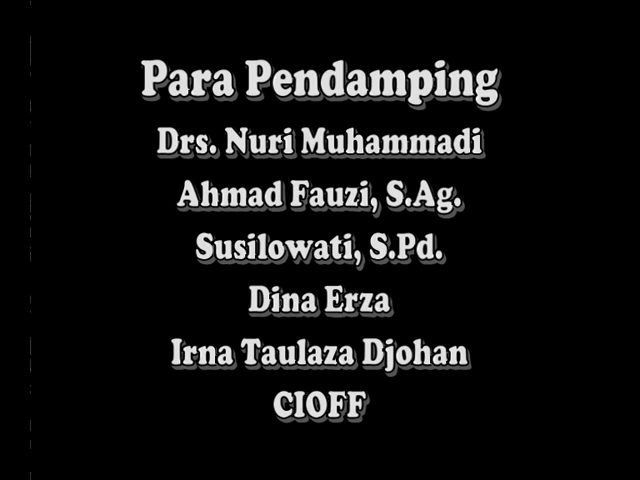 Para Pendamping
Drs. Nuri Muhammadi
Ahmad Fauzi, S.Ag.
Susilowati, S.Pd.
Dina Erza
Irna Taulaza Djohan
CIOFF